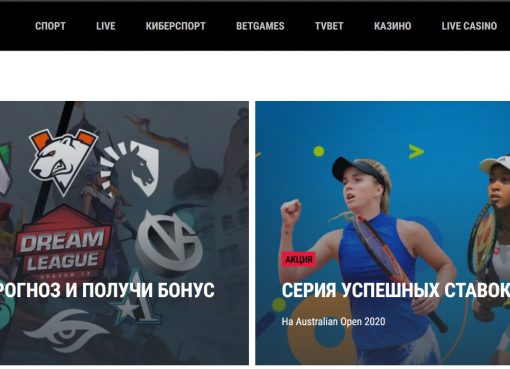 СПОРТ LIVE КИБЕРСПОРТ BETGAMES TVBET КАЗИНО LIVE CASINO
DREAM
LEAGUE
SEASON 13
VG
РОГНОЗ И ПОЛУЧИ БОНУС
АКЦИЯ
СЕРИЯ УСПЕШНЫХ СТАВОК
На Australian Open 2020